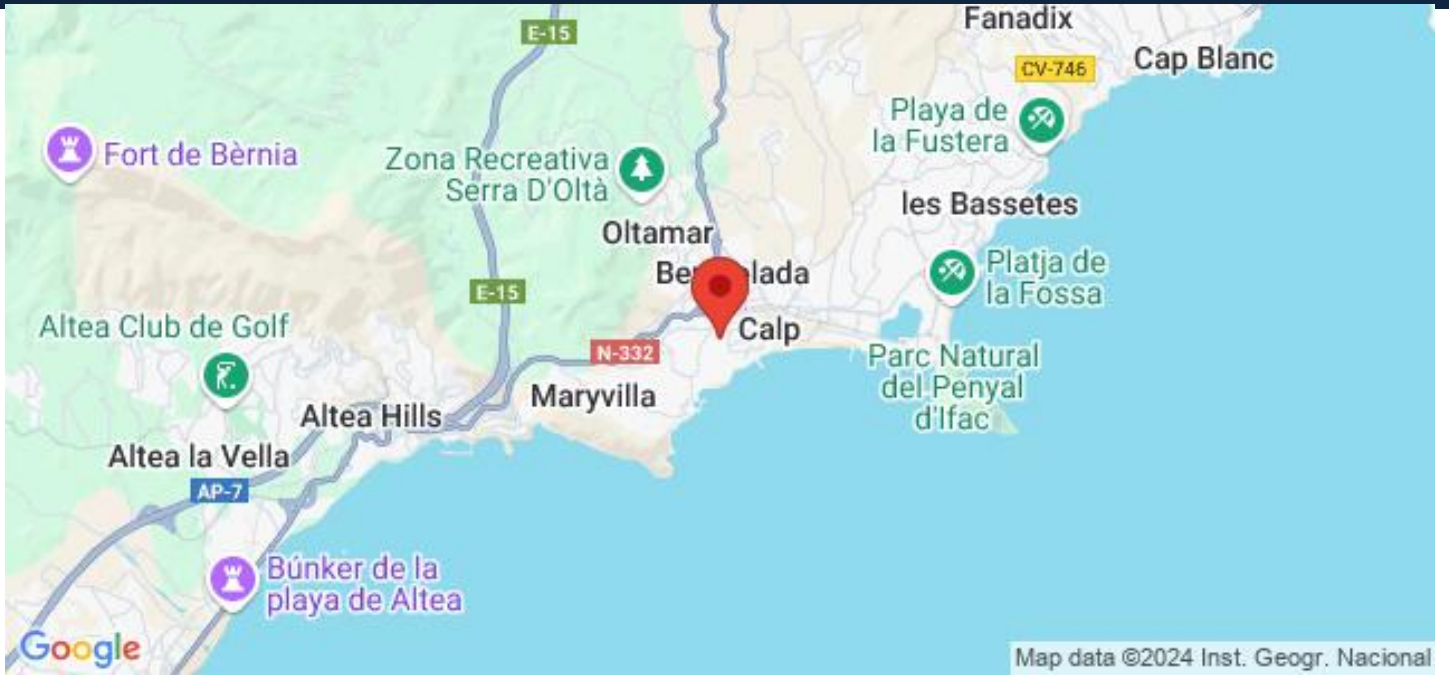 Fanadix
E-15
Cap Blanc
CV-746
Playa de
la Fustera
Fort de Bèrnia
Zona Recreativa
Serra D'Oltà
les Bassetes
Oltamar
Platja de
la Fossa
E-15
Altea Club de Golf
Calp
N-332
Parc Natural
del Penyal
d'Ifac
Maryvilla
Altea Hills
Altea la Vella
AP-7
Búnker de la
playa de Altea
Google
Map data ©2024 Inst. Geogr. Nacional